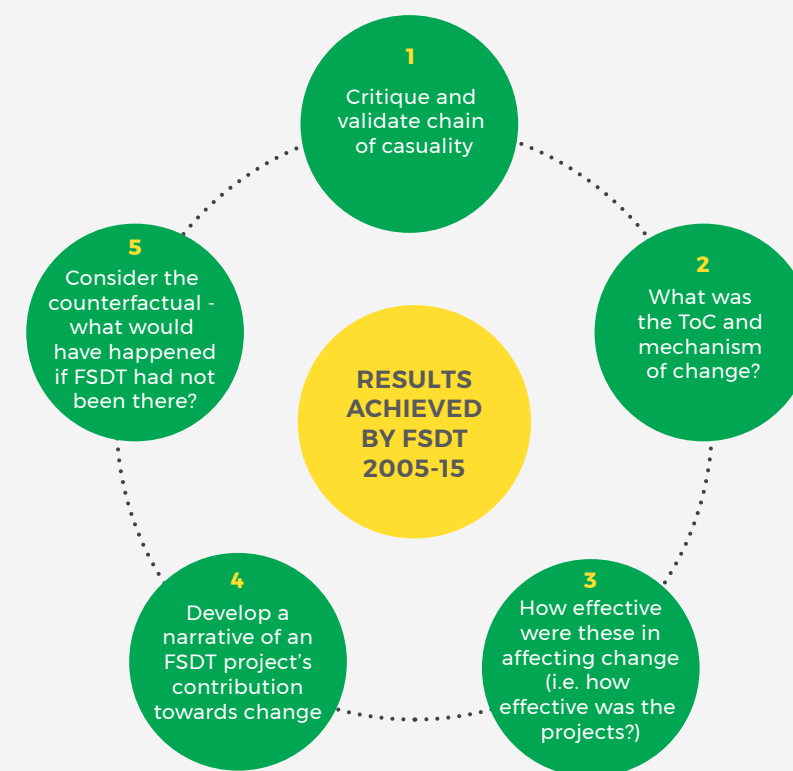 1
Critique and
validate chain
of casuality
2
What was
the ToC and
mechanism
of change?
3
How effective
were these in
affecting change
(i.e. how
effective was the
projects?)
4
Develop a
narrative of an
FSDT project’s
contribution
towards change
5
Consider the
counterfactual -
what would
have happened
if FSDT had not
been there?
RESULTS
ACHIEVED
BY FSDT
2005-15